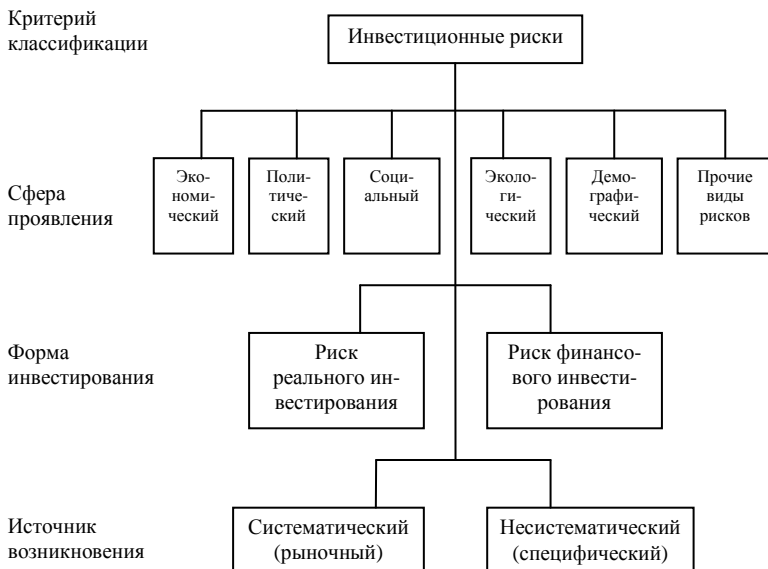 Критерий
классификации
Инвестиционные риски
Сфера
проявления
Эко-
номи-
ческий
Поли-
тиче-
ский
Соци-
альный
Эколо-
ги-
ческий
Демо-
графи-
ческий
Прочие
виды
рисков
Форма
инвестирования
Риск
реального ин-
вестирования
Риск финансо-
вого инвести-
рования
Источник
возникновения
Систематический
(рыночный)
Несистематический
(специфический)